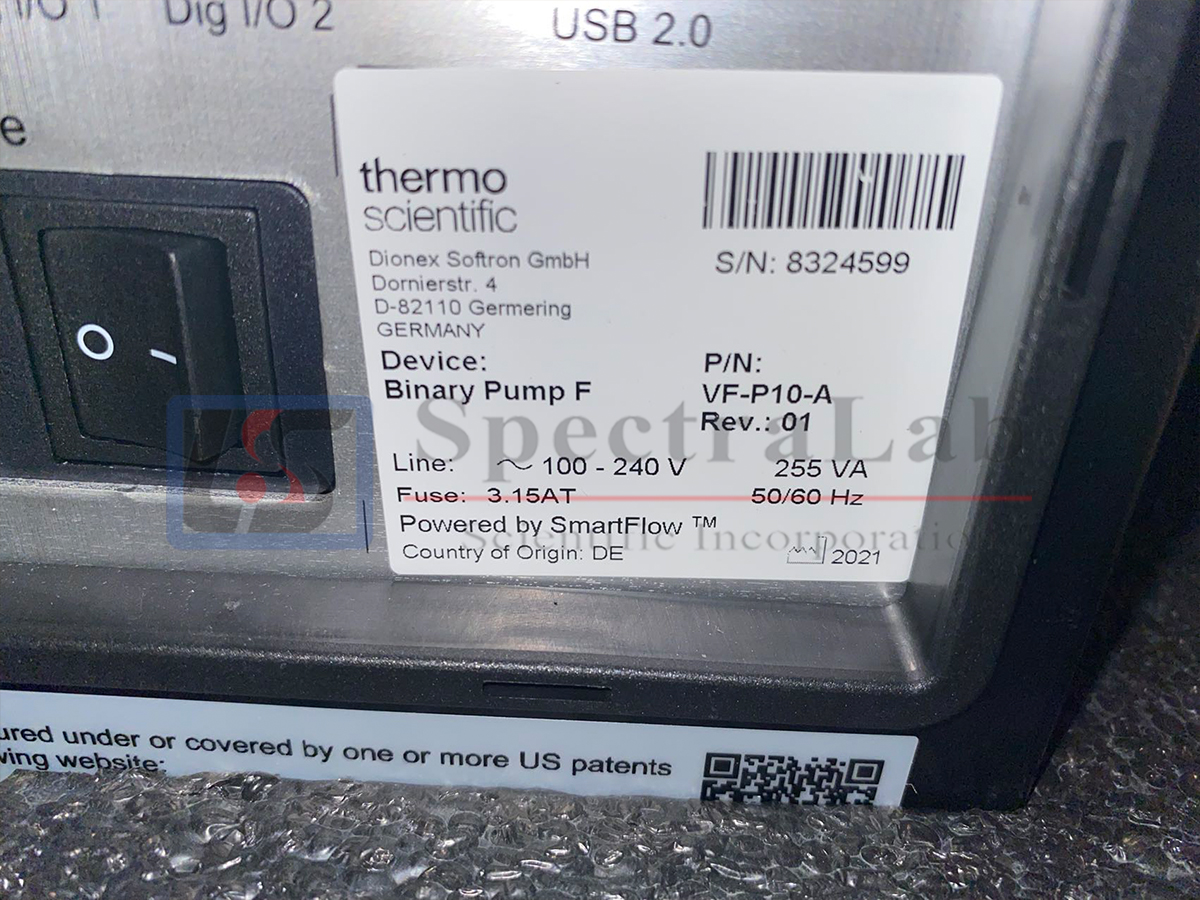 I/O 1
Dig I/O 2
USB 2.0
e
thermo
scientific
Dionex Softron GmbH
Dornierstr. 4
D-82110 Germering
GERMANY
S/N: 8324599
Device:
Binary Pump F
P/N:
VF-P10-A
Rev.: 01
Line: ~ 100 - 240 V 255 VA
Fuse: 3.15AT 50/60 Hz
Powered by SmartFlow ™
Country of Origin: DE
2021
SpectraLab
Scientific Incorporatio
ured under or covered by one or more US patents
wing website: